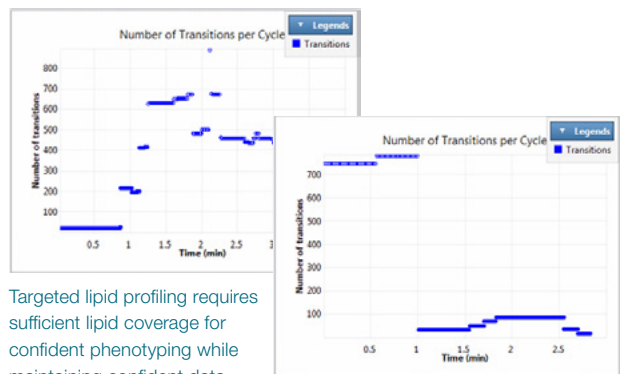 Number of Transitions per Cycle
▼ Legends
Transitions
Number of transitions
800
700
600
500
400
300
200
100
0.5 1 1.5 2 2.5 3
Time (min)
Number of Transitions per Cycle
▼ Legends
Transitions
Number of transitions
700
600
500
400
300
200
100
0.5 1 1.5 2 2.5
Time (min)
Targeted lipid profiling requires
sufficient lipid coverage for
confident phenotyping while
maintaining confident data